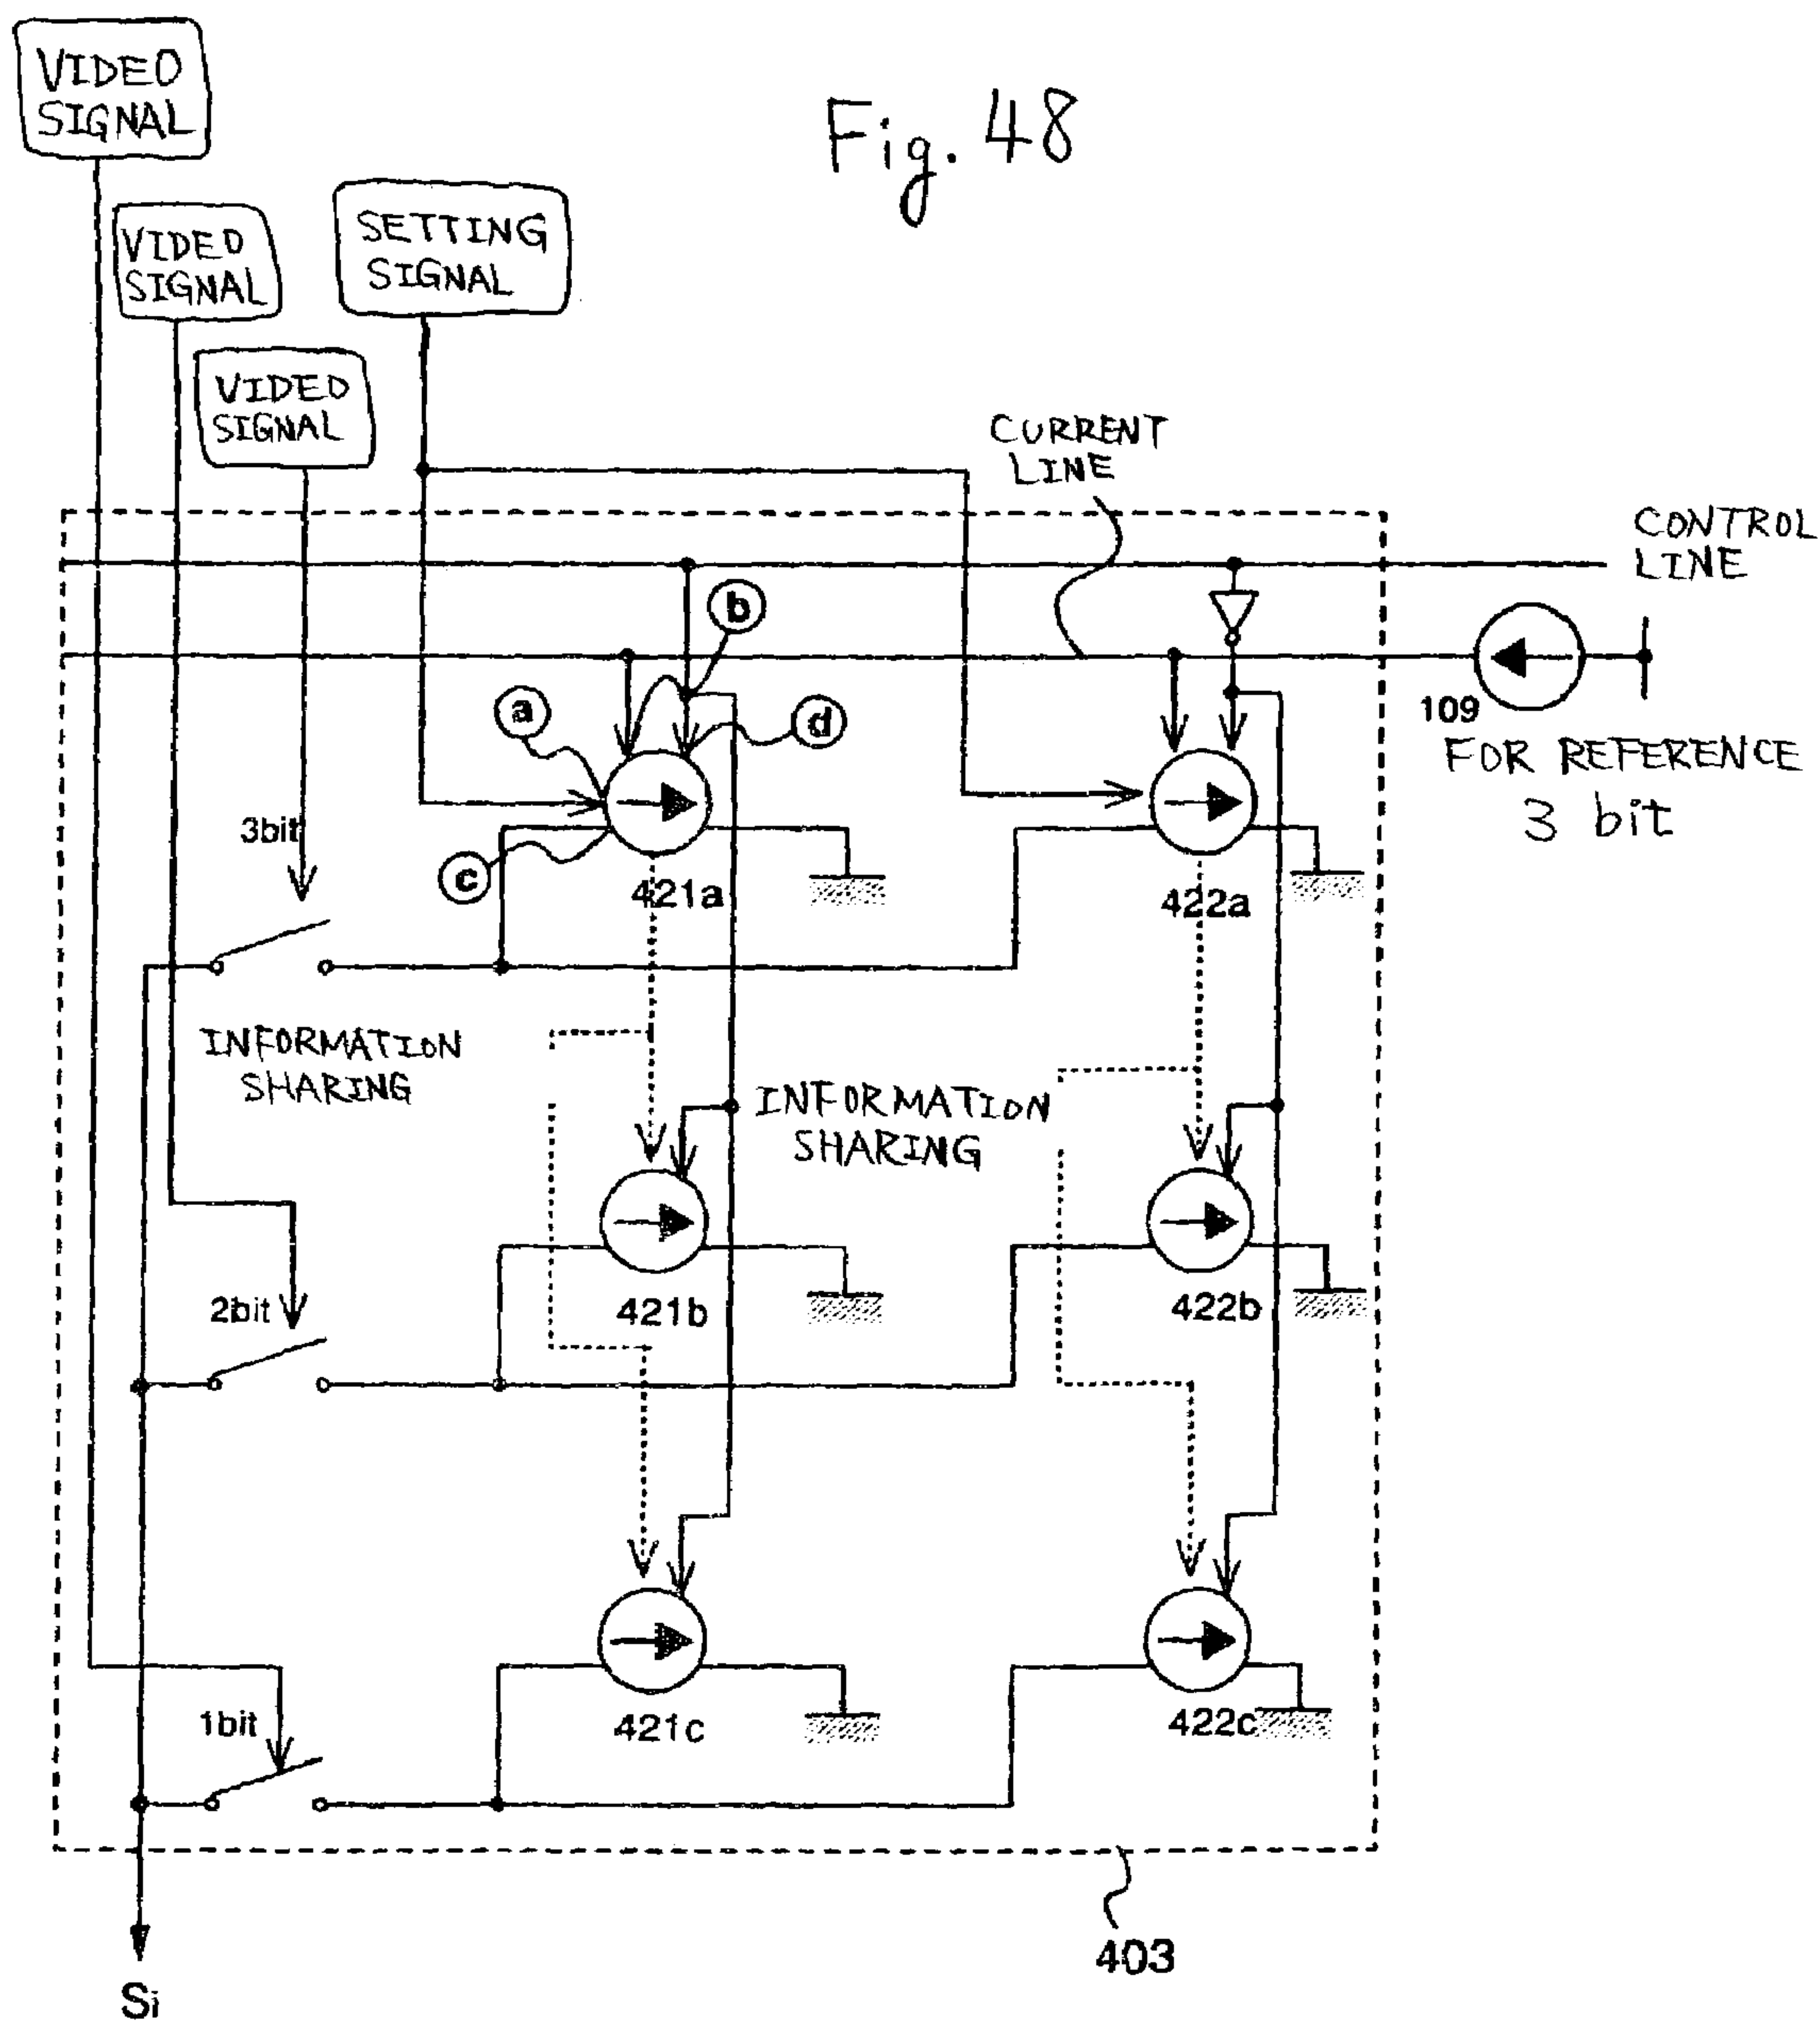 Fig. 48
VIDEO
SIGNAL
VIDEO
SIGNAL
SETTING
SIGNAL
VIDEO
SIGNAL
CURRENT
LINE
CONTROL
LINE
b
a
d
109
FOR REFERENCE
3 bit
3bit
c
421a
422a
INFORMATION
SHARING
INFORMATION
SHARING
2bit
421b
422b
1bit
421c
422c
403
Si